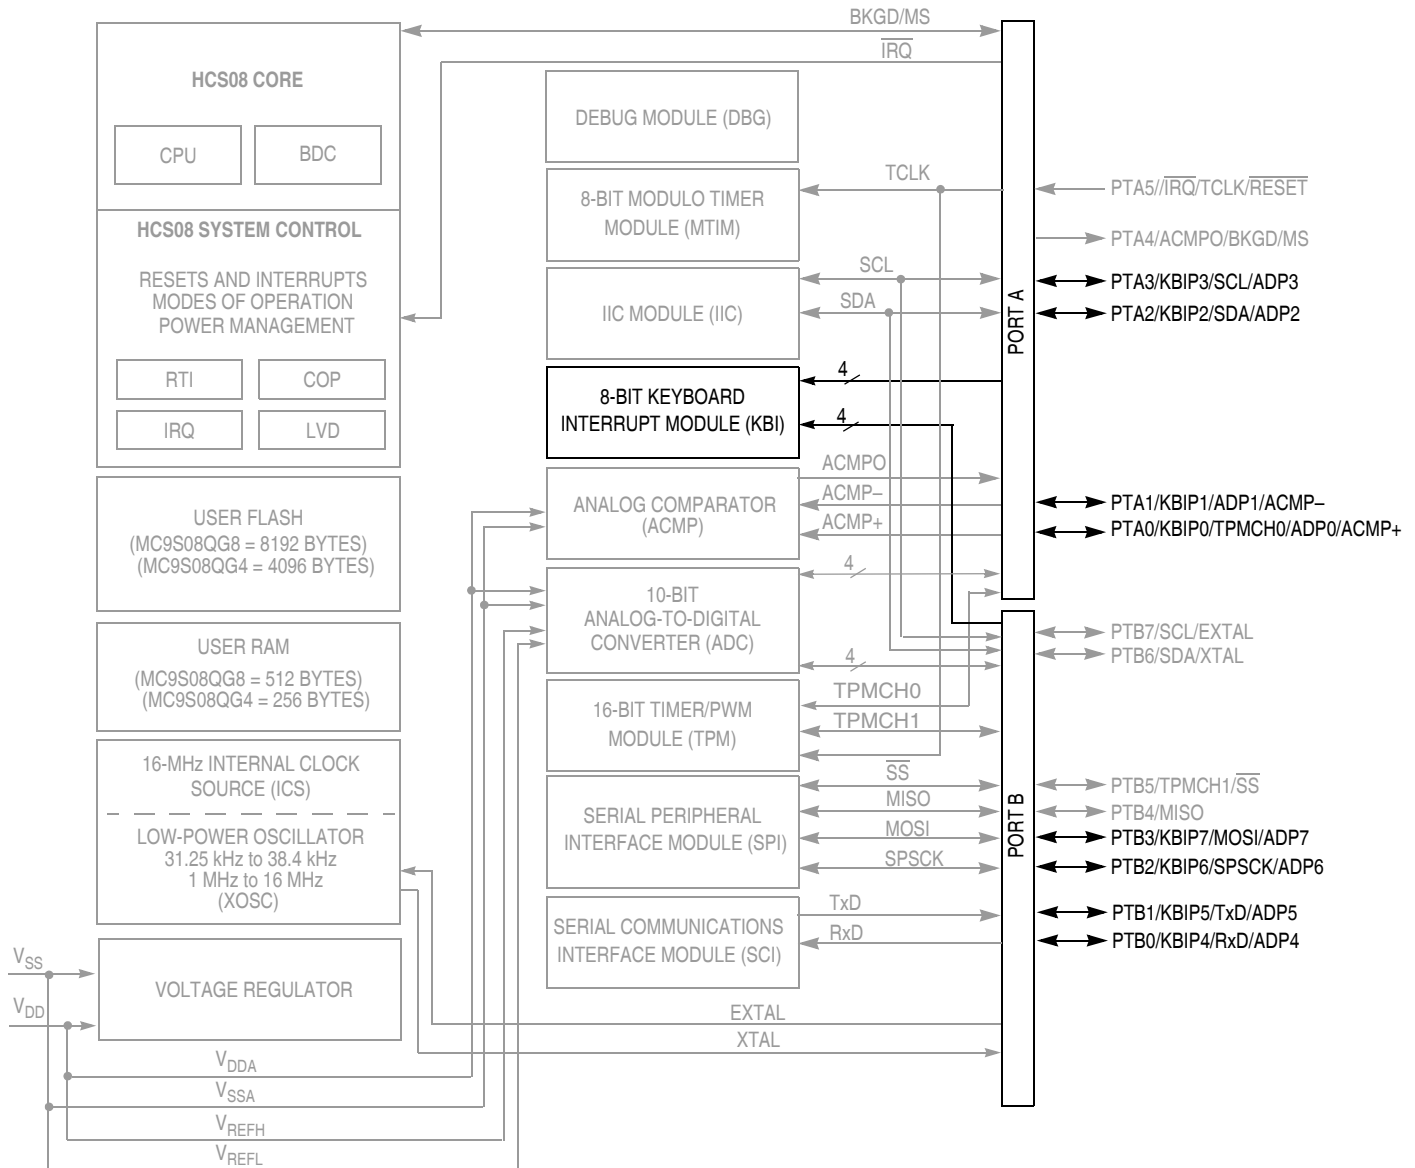 BKGD/MS
IRQ
HCS08 CORE
CPU
BDC
HCS08 SYSTEM CONTROL
RESETS AND INTERRUPTS
MODES OF OPERATION
POWER MANAGEMENT
RTI
COP
IRQ
LVD
USER FLASH
(MC9S08QG8 = 8192 BYTES)
(MC9S08QG4 = 4096 BYTES)
USER RAM
(MC9S08QG8 = 512 BYTES)
(MC9S08QG4 = 256 BYTES)
16-MHz INTERNAL CLOCK
SOURCE (ICS)
LOW-POWER OSCILLATOR
31.25 kHz to 38.4 kHz
1 MHz to 16 MHz
(XOSC)
VOLTAGE REGULATOR
VSS
VDD
VDDA
VSSA
VREFH
VREFL
DEBUG MODULE (DBG)
8-BIT MODULO TIMER
MODULE (MTIM)
IIC MODULE (IIC)
8-BIT KEYBOARD
INTERRUPT MODULE (KBI)
ANALOG COMPARATOR
(ACMP)
10-BIT
ANALOG-TO-DIGITAL
CONVERTER (ADC)
16-BIT TIMER/PWM
MODULE (TPM)
SERIAL PERIPHERAL
INTERFACE MODULE (SPI)
SERIAL COMMUNICATIONS
INTERFACE MODULE (SCI)
TCLK
SCL
SDA
4
4
ACMPO
ACMP–
ACMP+
4
4
TPMCH0
TPMCH1
SS
MISO
MOSI
SPSCK
TxD
RxD
EXTAL
XTAL
PORT A
PORT B
PTA5//IRQ/TCLK/RESET
PTA4/ACMPO/BKGD/MS
PTA3/KBIP3/SCL/ADP3
PTA2/KBIP2/SDA/ADP2
PTA1/KBIP1/ADP1/ACMP–
PTA0/KBIP0/TPMCH0/ADP0/ACMP+
PTB7/SCL/EXTAL
PTB6/SDA/XTAL
PTB5/TPMCH1/SS
PTB4/MISO
PTB3/KBIP7/MOSI/ADP7
PTB2/KBIP6/SPSCK/ADP6
PTB1/KBIP5/TxD/ADP5
PTB0/KBIP4/RxD/ADP4